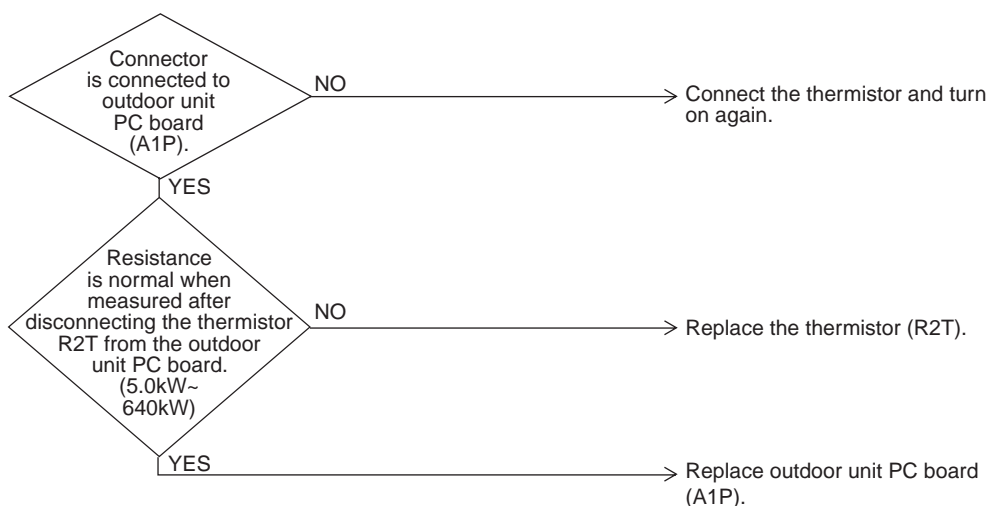 Connector
is connected to
outdoor unit
PC board
(A1P).
NO
Connect the thermistor and turn
on again.
YES
Resistance
is normal when
measured after
disconnecting the thermistor
R2T from the outdoor
unit PC board.
(5.0kW~
640kW)
NO
Replace the thermistor (R2T).
YES
Replace outdoor unit PC board
(A1P).